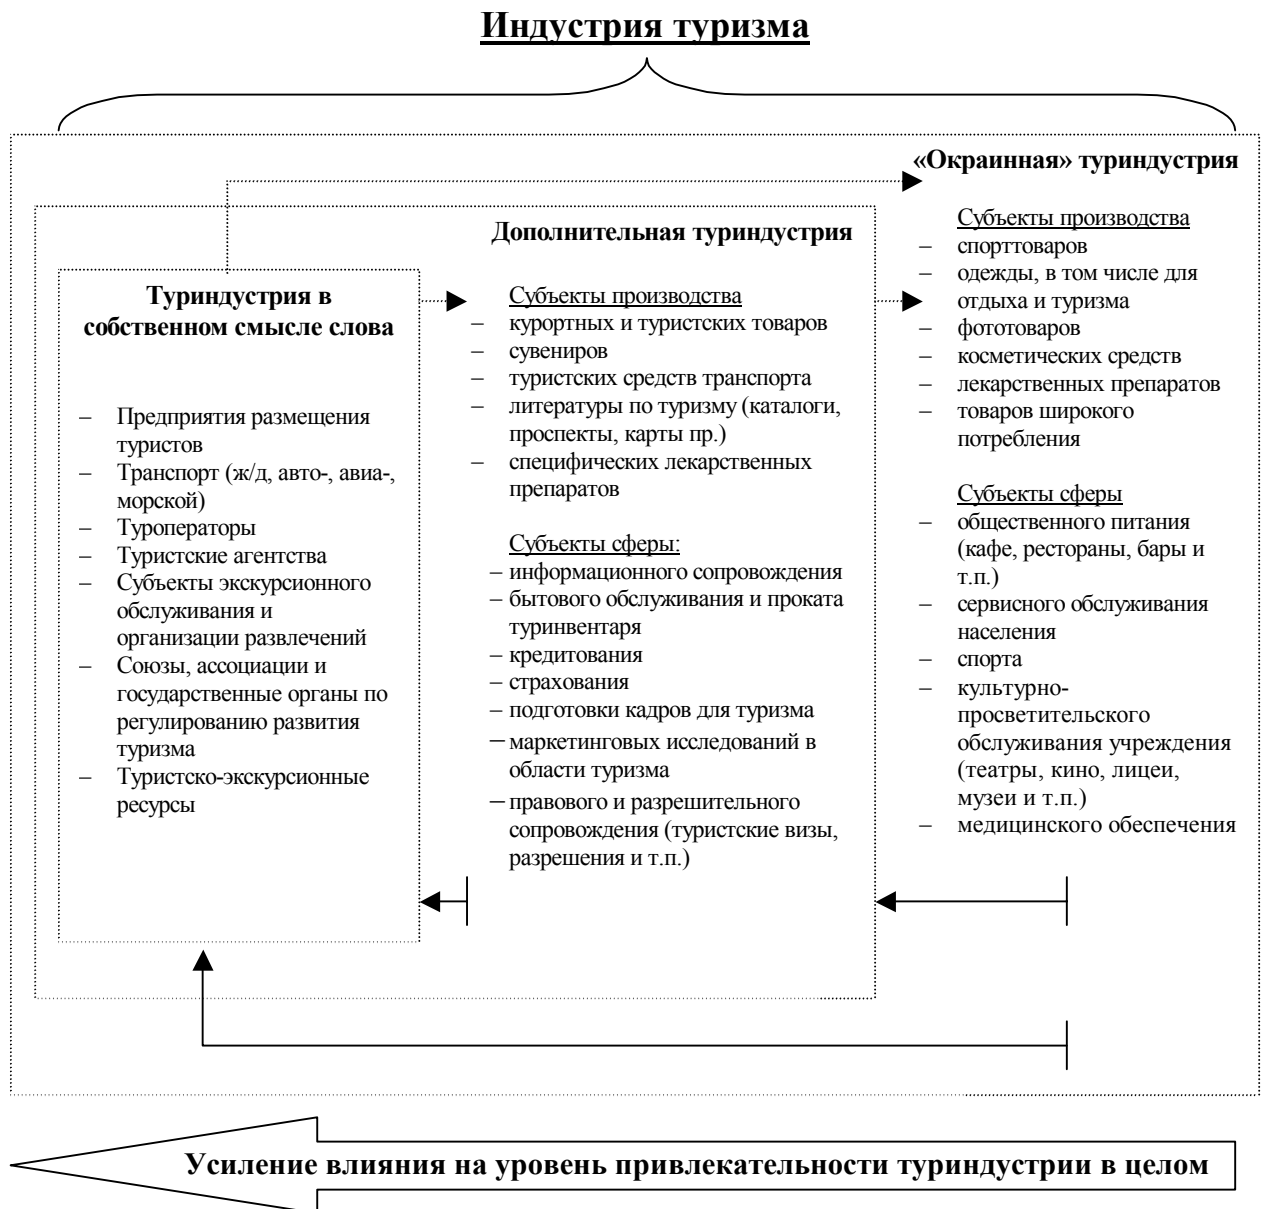 Индустрия туризма
«Окраинная» туриндустрия
Субъекты производства
– спорттоваров
– одежды, в том числе для
отдыха и туризма
– фототоваров
– косметических средств
– лекарственных препаратов
– товаров широкого
потребления
Субъекты сферы
– общественного питания
(кафе, рестораны, бары и
т.п.)
– сервисного обслуживания
населения
– спорта
– культурно-
просветительского
обслуживания учреждения
(театры, кино, лицеи,
музеи и т.п.)
– медицинского обеспечения
Дополнительная туриндустрия
Субъекты производства
– курортных и туристских товаров
– сувениров
– туристских средств транспорта
– литературы по туризму (каталоги,
проспекты, карты пр.)
– специфических лекарственных
препаратов
Субъекты сферы:
– информационного сопровождения
– бытового обслуживания и проката
туринвентаря
– кредитования
– страхования
– подготовки кадров для туризма
– маркетинговых исследований в
области туризма
– правового и разрешительного
сопровождения (туристские визы,
разрешения и т.п.)
Туриндустрия в
собственном смысле слова
– Предприятия размещения
туристов
– Транспорт (ж/д, авто-, авиа-,
морской)
– Туроператоры
– Туристские агентства
– Субъекты экскурсионного
обслуживания и
организации развлечений
– Союзы, ассоциации и
государственные органы по
регулированию развития
туризма
– Туристско-экскурсионные
ресурсы
Усиление влияния на уровень привлекательности туриндустрии в целом